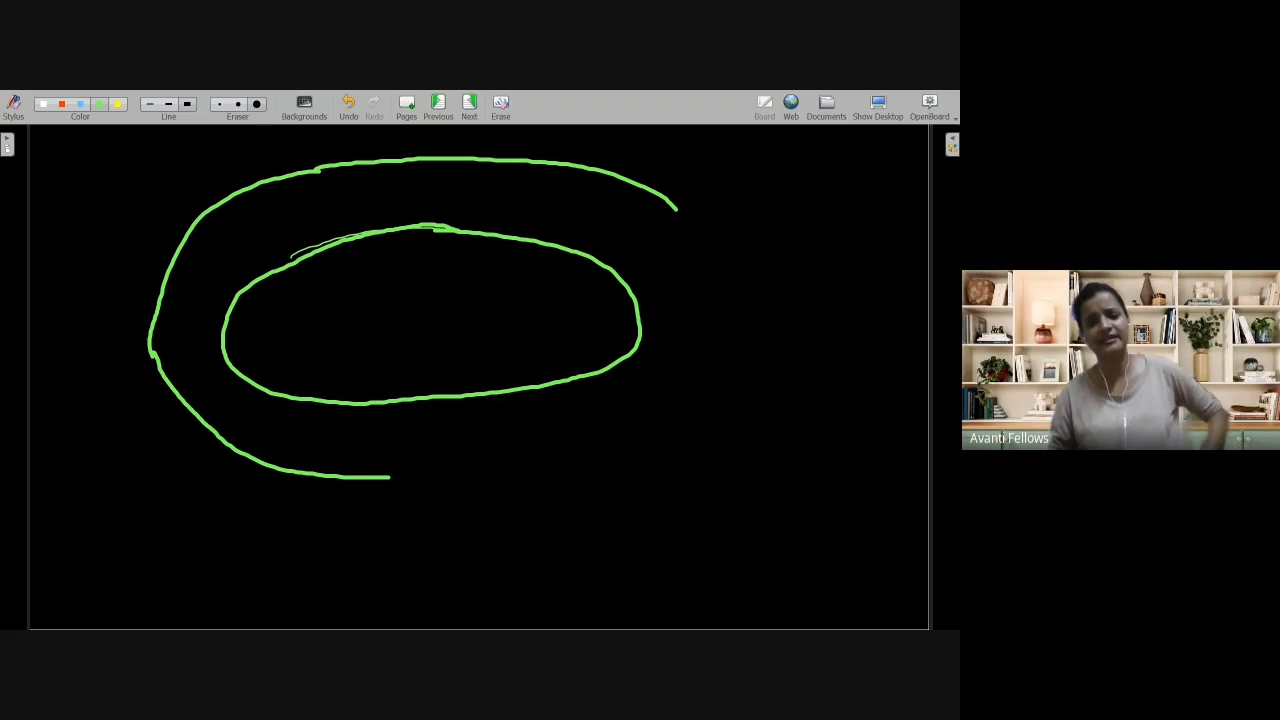 Stylus
Color
Line
Eraser
Backgrounds
Undo
Redo
Pages
Previous
Next
Erase
Board
Web
Documents
Show Desktop
OpenBoard
Avanti Fellows